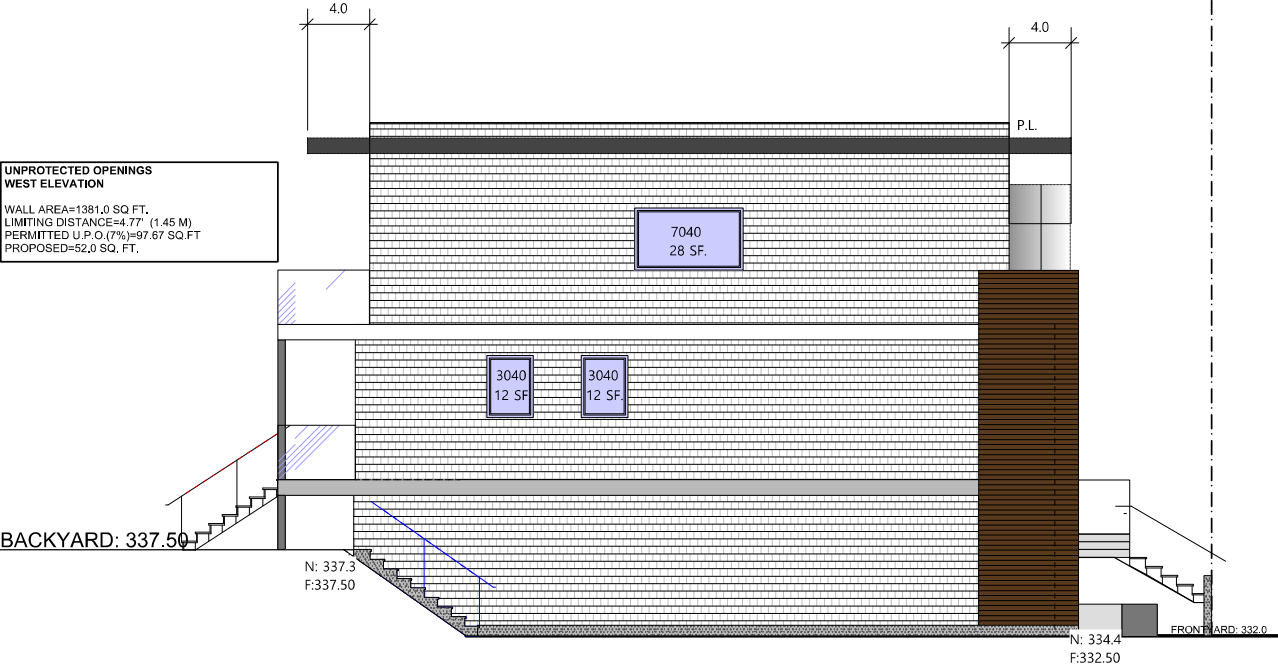 4.0
4.0
P.L.
UNPROTECTED OPENINGS
WEST ELEVATION
WALL AREA=1381.0 SQ FT.
LIMITING DISTANCE=4.77' (1.45 M)
PERMITTED U.P.O.(7%)=97.67 SQ.FT
PROPOSED=52.0 SQ. FT.
7040
28 SF.
3040
12 SF
3040
12 SF.
BACKYARD: 337.50
N: 337.3
F:337.50
FRONTYARD: 332.0
N: 334.4
F:332.50